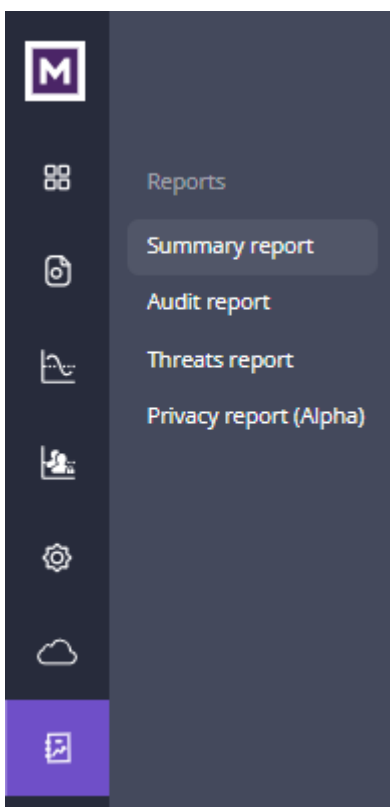 M
Reports
Summary report
Audit report
Threats report
Privacy report (Alpha)